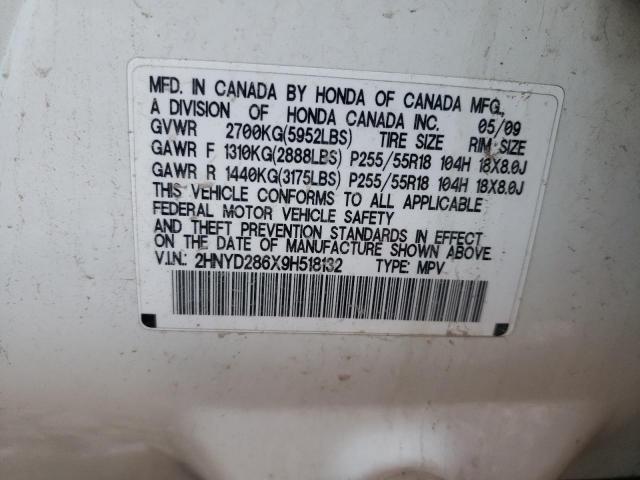 MFD. IN CANADA BY HONDA OF CANADA MFG.,
A DIVISION OF HONDA CANADA INC. 05/09
GVWR 2700KG(5952LBS) TIRE SIZE RIM SIZE
GAWR F 1310KG(2888LBS) P255/55R18 104H 18X8.0J
GAWR R 1440KG(3175LBS) P255/55R18 104H 18X8.0J
THIS VEHICLE CONFORMS TO ALL APPLICABLE
FEDERAL MOTOR VEHICLE SAFETY
AND THEFT PREVENTION STANDARDS IN EFFECT
ON THE DATE OF MANUFACTURE SHOWN ABOVE.
V.I.N.: 2HNYD286X9H518132 TYPE: MPV